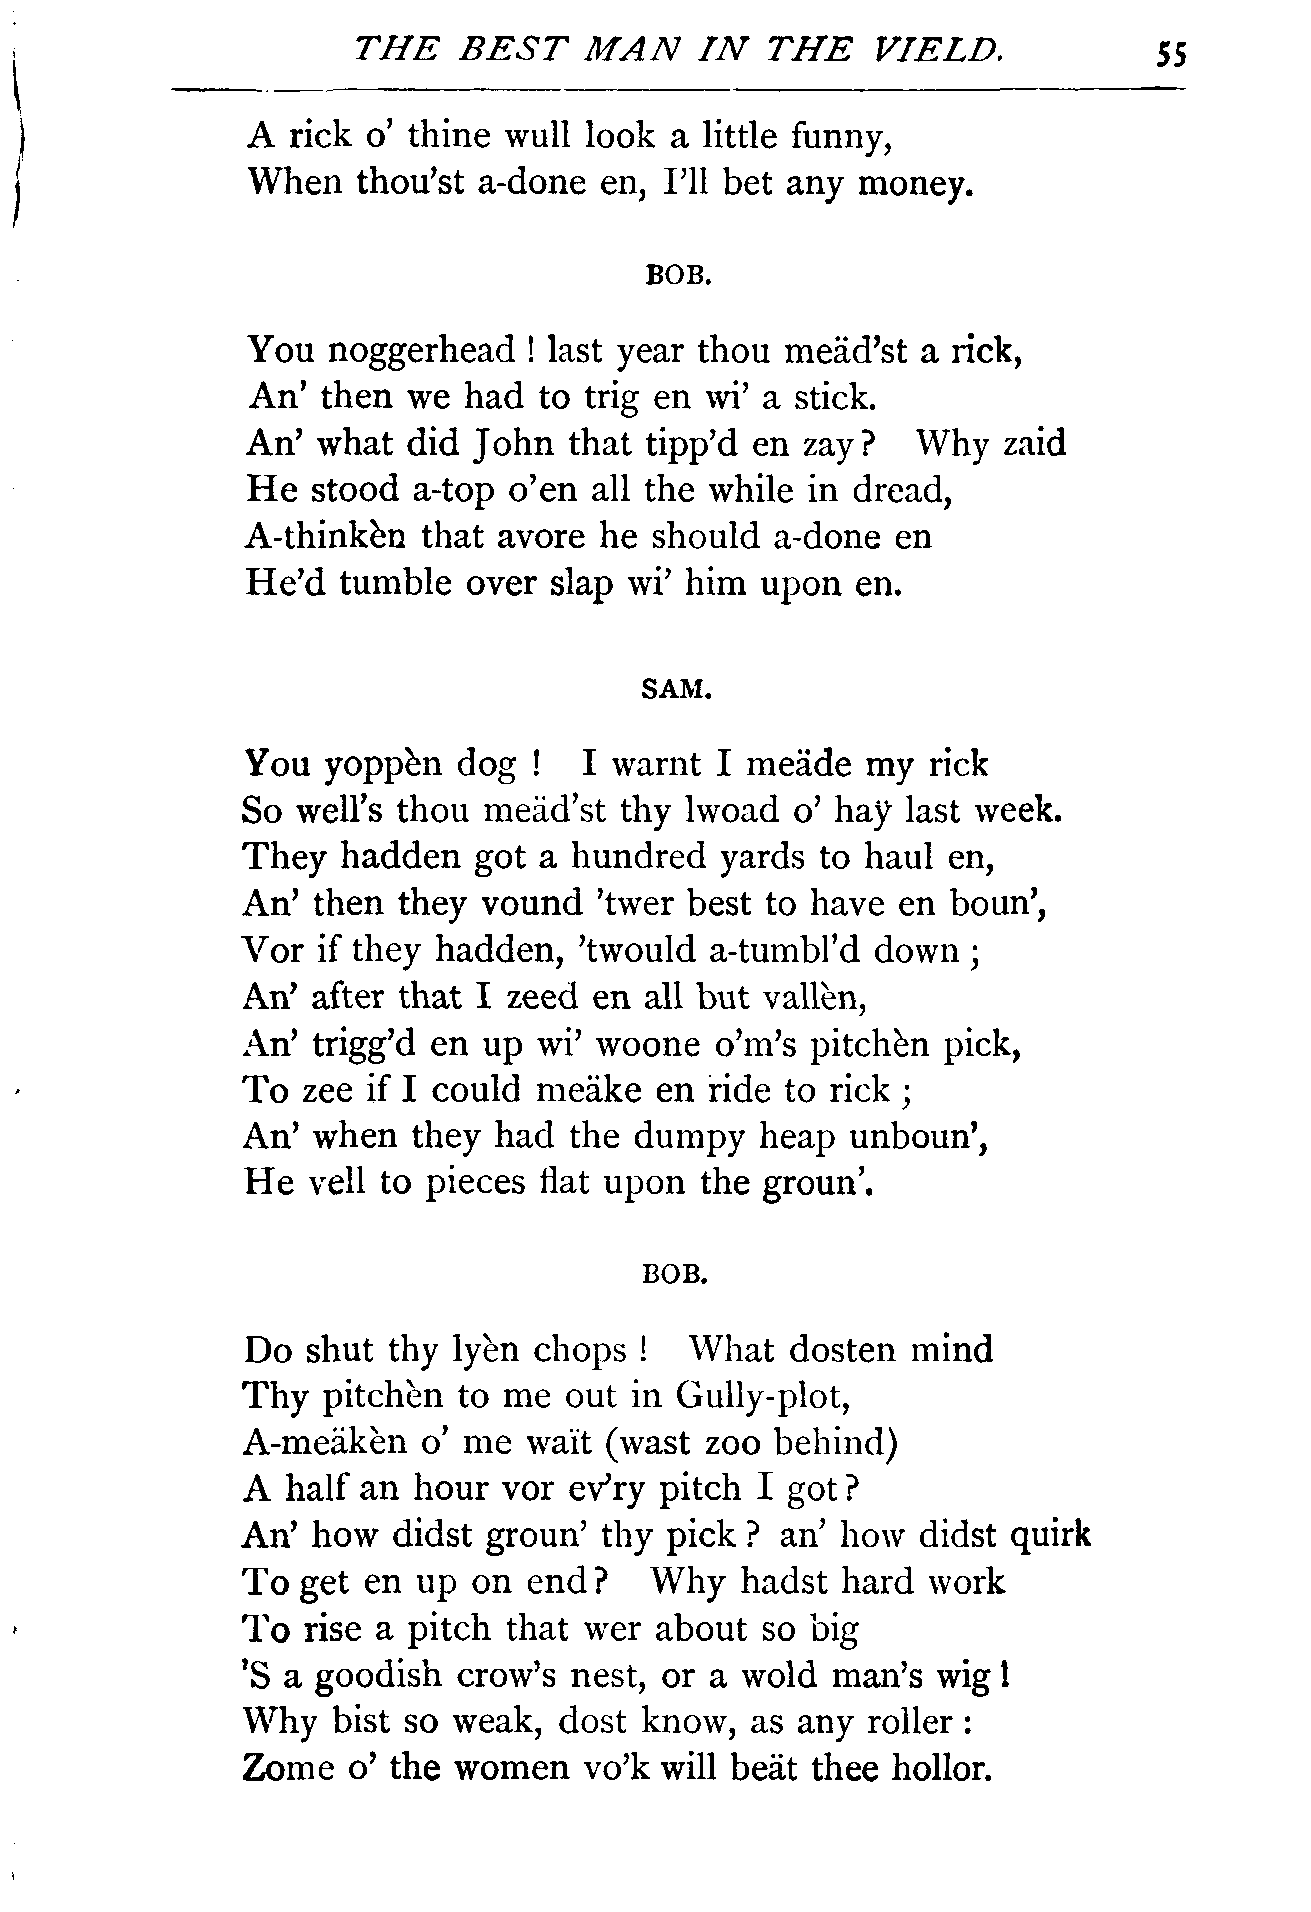 THE BEST MAN IN THE VIELD. 55
A rick o' thine wull look a little funny,
When thou'st a-done en, I'll bet any money.
BOB.
You noggerhead ! last year thou meäd'st a rick,
An' then we had to trig en wi' a stick.
An' what did John that tipp'd en zay? Why zaid
He stood a-top o'en all the while in dread,
A-thinkèn that avore he should a-done en
He'd tumble over slap wi' him upon en.
SAM.
You yoppèn dog ! I warnt I meäde my rick
So well's thou meäd'st thy lwoad o' haÿ last week.
They hadden got a hundred yards to haul en,
An' then they vound 'twer best to have en boun',
Vor if they hadden, 'twould a-tumbl'd down ;
An' after that I zeed en all but vallèn,
An' trigg'd en up wi' woone o'm's pitchèn pick,
To zee if I could meäke en ride to rick ;
An' when they had the dumpy heap unboun',
He vell to pieces flat upon the groun'.
BOB.
Do shut thy lyèn chops ! What dosten mind
Thy pitchèn to me out in Gully-plot,
A-meäkèn o' me waït (wast zoo behind)
A half an hour vor ev'ry pitch I got?
An' how didst groun' thy pick ? an' how didst quirk
To get en up on end? Why hadst hard work
To rise a pitch that wer about so big
'S a goodish crow's nest, or a wold man's wig !
Why bist so weak, dost know, as any roller :
Zome o' the women vo'k will beät thee hollor.